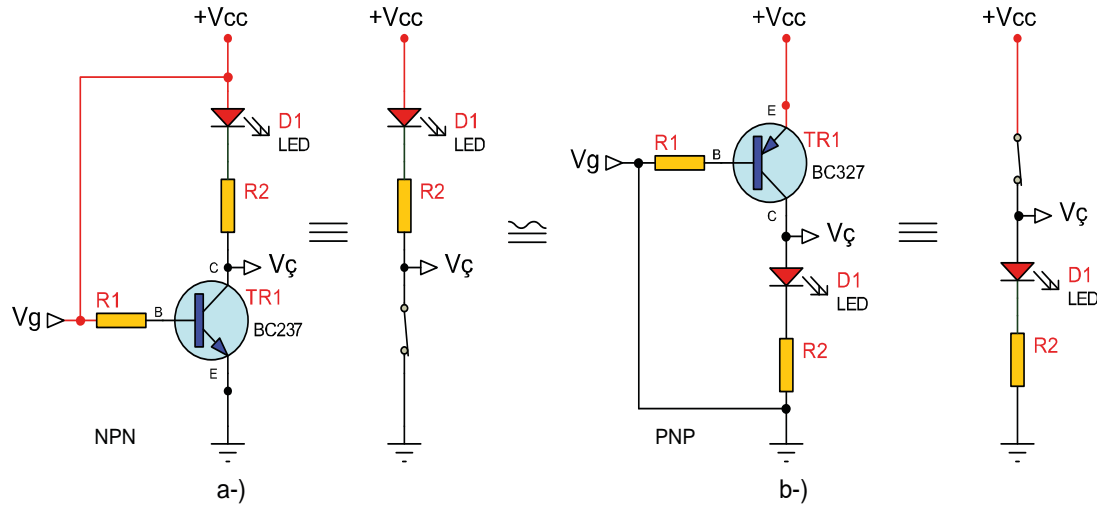 +Vcc
D1
LED
R2
C
Vç
TR1
R1
B
Vg
BC237
E
NPN
a-)
+Vcc
D1
LED
R2
Vç
+Vcc
E
TR1
R1
B
Vg
BC327
C
Vç
D1
LED
R2
PNP
b-)
+Vcc
Vç
D1
LED
R2